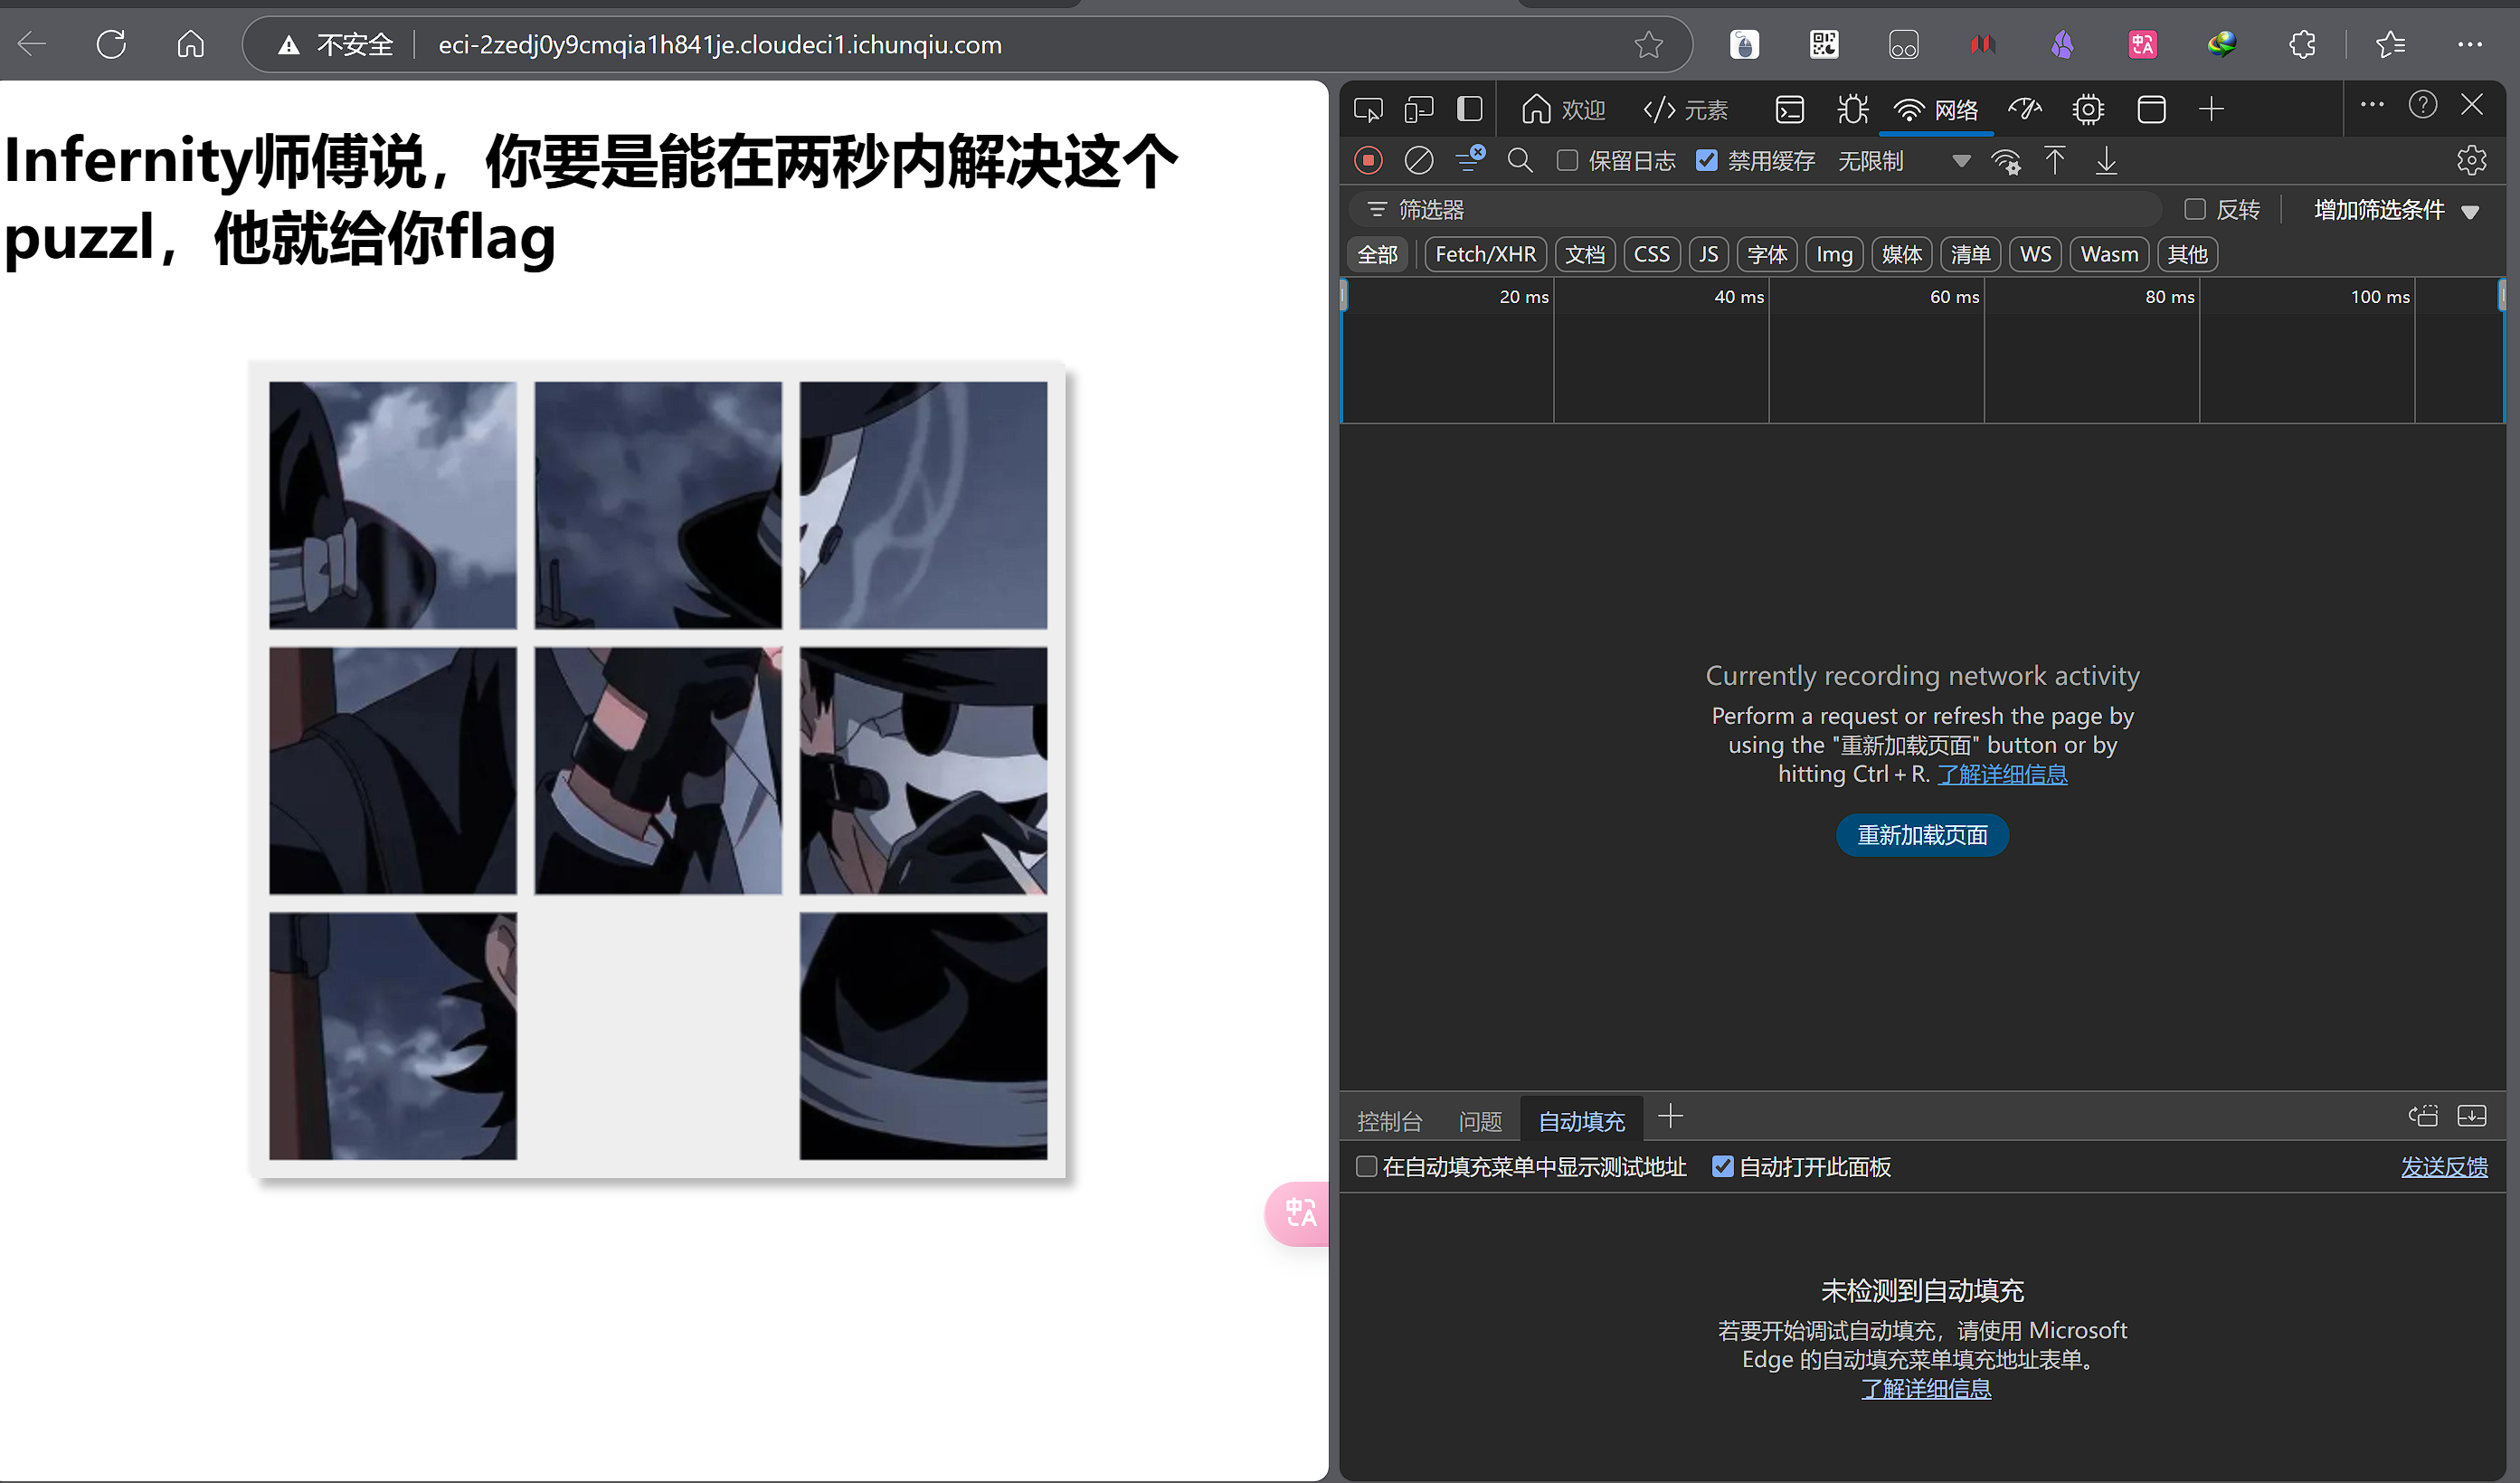 不安全
eci-2zedj0y9cmqia1h841je.cloudeci1.ichunqiu.com
Infernity师傅说，你要是能在两秒内解决这个
puzzl，他就给你flag
欢迎
元素
网络
保留日志
禁用缓存
无限制
筛选器
反转
增加筛选条件
全部
Fetch/XHR
文档
CSS
JS
字体
Img
媒体
清单
WS
Wasm
其他
20 ms
40 ms
60 ms
80 ms
100 ms
Currently recording network activity
Perform a request or refresh the page by
using the "重新加载页面" button or by
hitting Ctrl + R. 了解详细信息
重新加载页面
控制台
问题
自动填充
在自动填充菜单中显示测试地址
自动打开此面板
发送反馈
未检测到自动填充
若要开始调试自动填充，请使用 Microsoft
Edge 的自动填充菜单填充地址表单。
了解详细信息